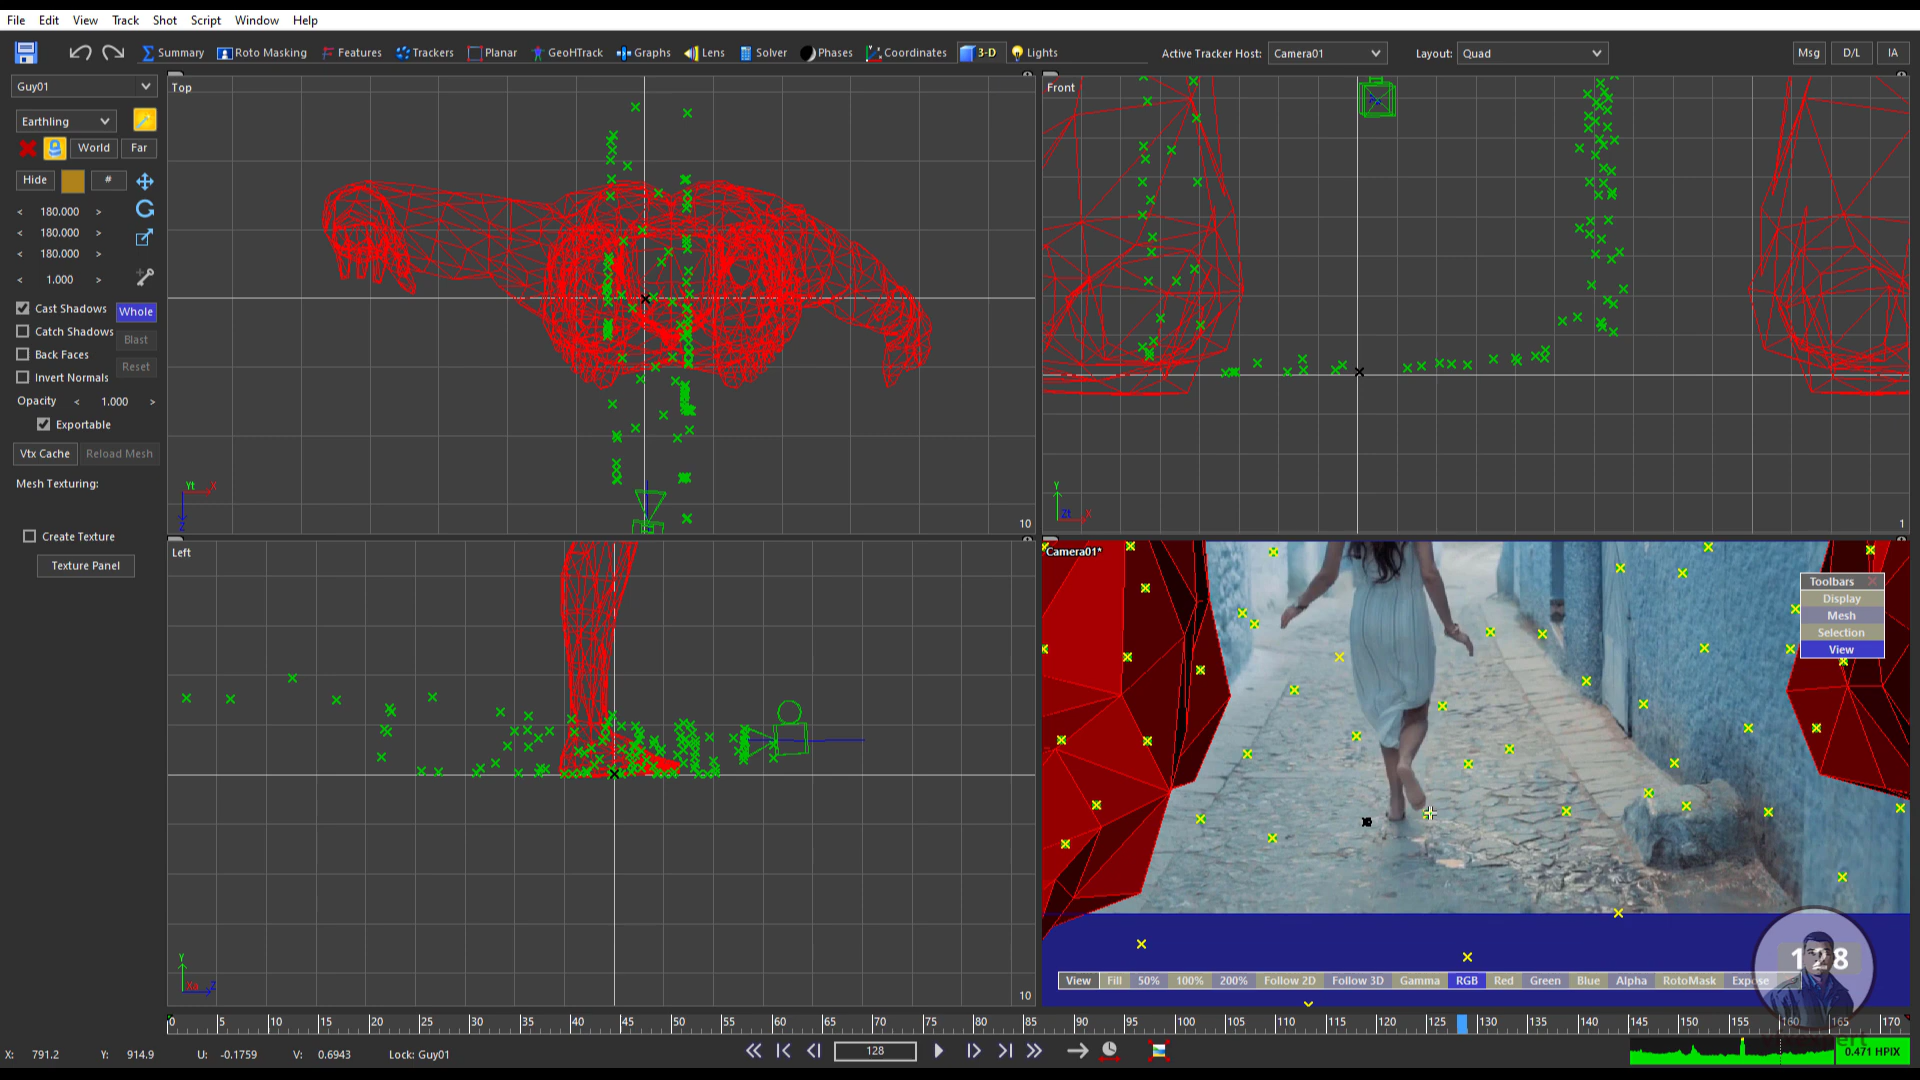 File Edit View Track Shot Script Window Help
Summary Roto Masking Features Trackers Planar GeoHTrack Graphs Lens Solver Phases Coordinates 3-D Lights Active Tracker Host: Camera01 Layout: Quad Msg D/L IA
Guy01
Earthling
World Far
Hide #
< 180.000 >
< 180.000 >
< 180.000 >
< 1.000 >
Cast Shadows Whole
Catch Shadows Blast
Back Faces
Reset
Invert Normals
Opacity < 1.000 >
Exportable
Vtx Cache Reload Mesh
Mesh Texturing:
Create Texture
Texture Panel
Top
Yt X
Z
10
Front
Y
Zt X
1
Left
Y
Xa Z
10
Camera01*
Toolbars
Display
Mesh
Selection
View
128
View Fill 50% 100% 200% Follow 2D Follow 3D Gamma RGB Red Green Blue Alpha RotoMask Expose
0 5 10 15 20 25 30 35 40 45 50 55 60 65 70 75 80 85 90 95 100 105 110 115 120 125 130 135 140 145 150 155 160 165 170
X: 791.2 Y: 914.9 U: -0.1759 V: 0.6943 Lock: Guy01 128 0.471 HPIX